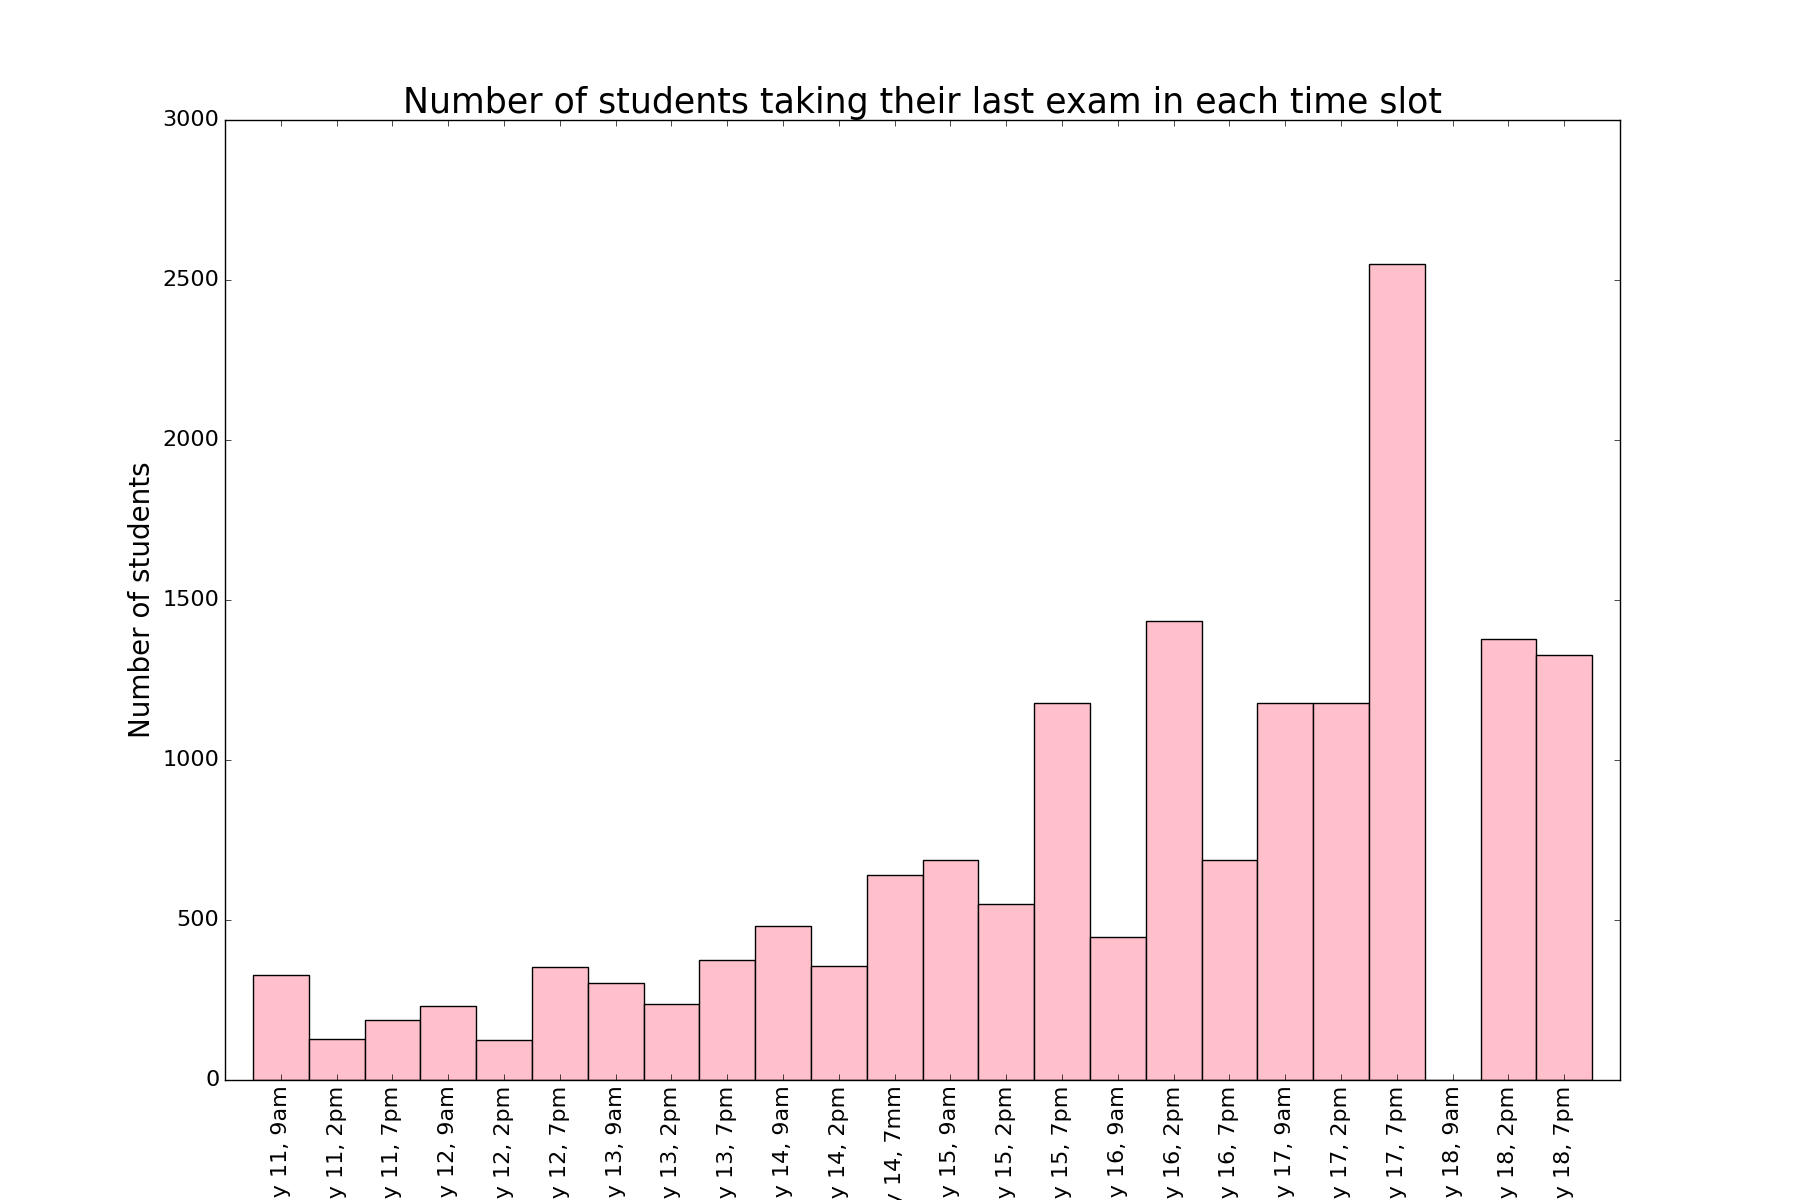 Number of students taking their last exam in each time slot
3000
2500
2000
1500
1000
500
0
Number of students
y 11, 9am
y 11, 2pm
y 11, 7pm
y 12, 9am
y 12, 2pm
y 12, 7pm
y 13, 9am
y 13, 2pm
y 13, 7pm
y 14, 9am
y 14, 2pm
y 14, 7mm
y 15, 9am
y 15, 2pm
y 15, 7pm
y 16, 9am
y 16, 2pm
y 16, 7pm
y 17, 9am
y 17, 2pm
y 17, 7pm
y 18, 9am
y 18, 2pm
y 18, 7pm